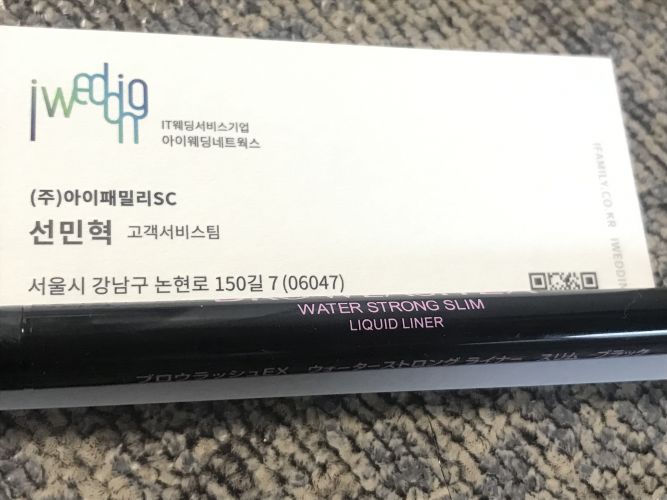 iwedding
IT웨딩서비스기업
아이웨딩네트웍스
(주)아이패밀리SC
선민혁 고객서비스팀
서울시 강남구 논현로 150길 7 (06047)
IFAMILY.CO.KR IWEDDIN
WATER STRONG SLIM
LIQUID LINER
ブロウラッシュEX ウォーターストロング ライナー スリム ブラック